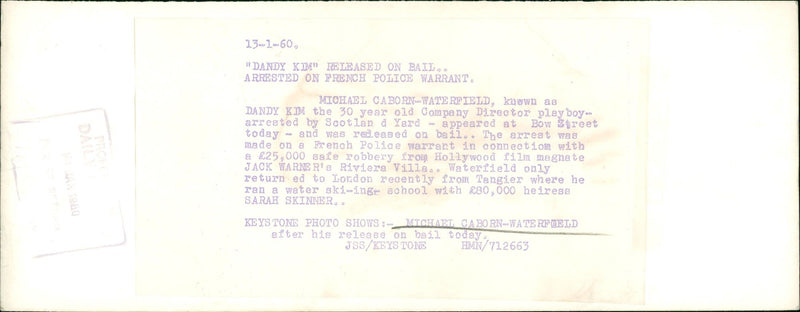 13-1-60.
"DANDY KIM" RELEASED ON BAIL..
ARRESTED ON FRENCH POLICE WARRANT.
MICHAEL CABORN-WATERFIELD, known as
DANDY KIM the 30 year old Company Director playboy-
arrested by Scotlan d Yard - appeared at Bow Street
today - and was released on bail.. The arrest was
made on a French Police warrant in connection with
a £25,000 safe robbery from Hollywood film magnate
JACK WARNER's Riviera Villa.. Waterfield only
return ed to London recently from Tangier where he
ran a water ski-ing- school with £80,000 heiress
SARAH SKINNER..
KEYSTONE PHOTO SHOWS:- MICHAEL CABORN-WATERFIELD
after his release on bail today.
JSS/KEYSTONE HMN/712663
FROM